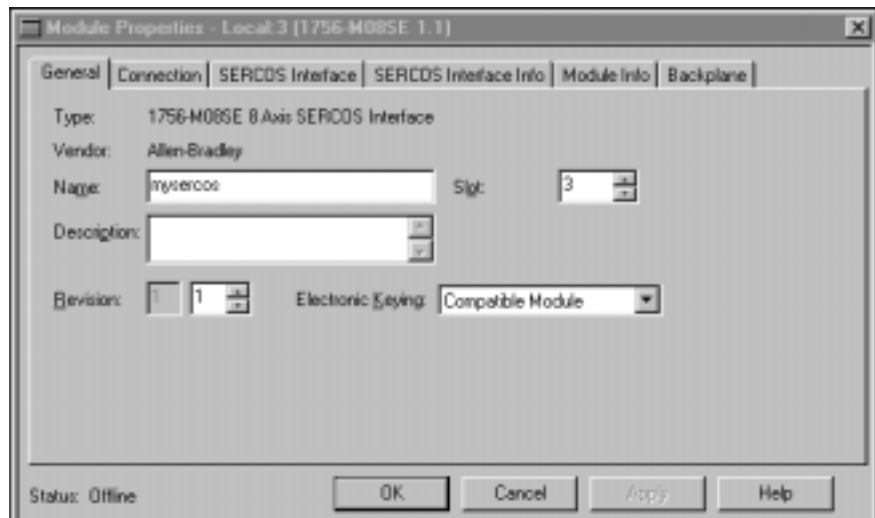 Module Properties - Local:3 (1756-M08SE 1.1)
General Connection SERCOS Interface SERCOS Interface Info Module Info Backplane
Type: 1756-M08SE 8 Axis SERCOS Interface
Vendor: Allen-Bradley
Name: mysercos Slot: 3
Description:
Revision: 1 1 Electronic Keying: Compatible Module
Status: Offline OK Cancel Apply Help